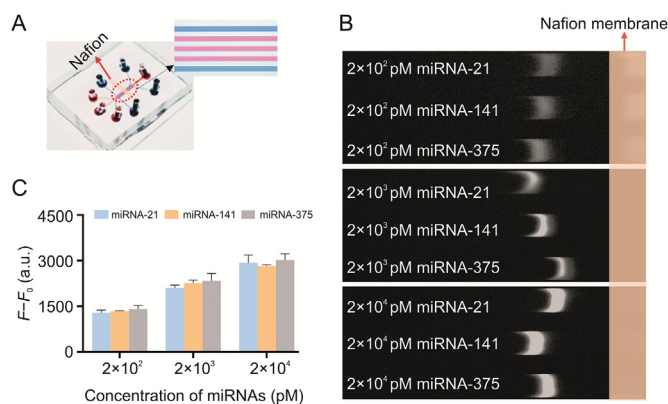 A
Nafion
B
Nafion membrane
2×10² pM miRNA-21
2×10² pM miRNA-141
2×10² pM miRNA-375
2×10³ pM miRNA-21
2×10³ pM miRNA-141
2×10³ pM miRNA-375
2×10⁴ pM miRNA-21
2×10⁴ pM miRNA-141
2×10⁴ pM miRNA-375
C
miRNA-21 miRNA-141 miRNA-375
4500
3000
1500
0
F−F₀ (a.u.)
2×10² 2×10³ 2×10⁴
Concentration of miRNAs (pM)